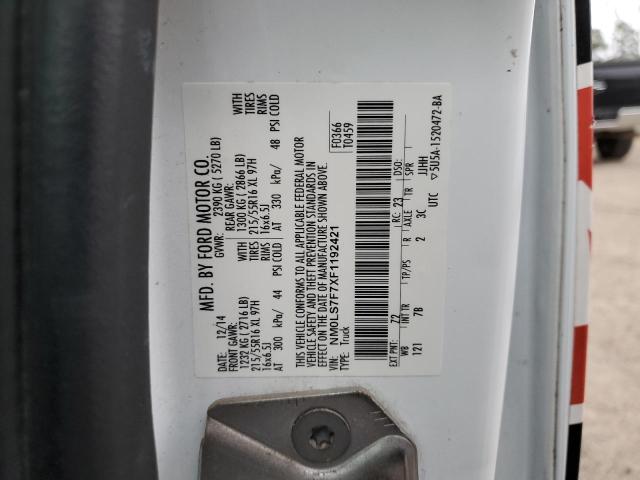 MFD. BY FORD MOTOR CO.
DATE: 12/14 GVWR: 2390 KG ( 5270 LB)
FRONT GAWR: REAR GAWR:
1232 KG ( 2716 LB) 1300 KG ( 2866 LB) WITH
215/55R16 XL 97H TIRES 215/55R16 XL 97H TIRES
16x6.5J RIMS 16x6.5J RIMS
AT 300 kPa/ 44 PSI COLD AT 330 kPa/ 48 PSI COLD
WITH
THIS VEHICLE CONFORMS TO ALL APPLICABLE FEDERAL MOTOR
VEHICLE SAFETY AND THEFT PREVENTION STANDARDS IN
EFFECT ON THE DATE OF MANUFACTURE SHOWN ABOVE.
VIN: NM0LS7F7XF1192421
TYPE: Truck
F0366
T0459
EXT PNT: Z2 RC: 23 DSO:
WB INT TR TP/PS R AXLE TR SPR
121 7B 2 3C JJHH
UTC 5U5A-1520472-BA